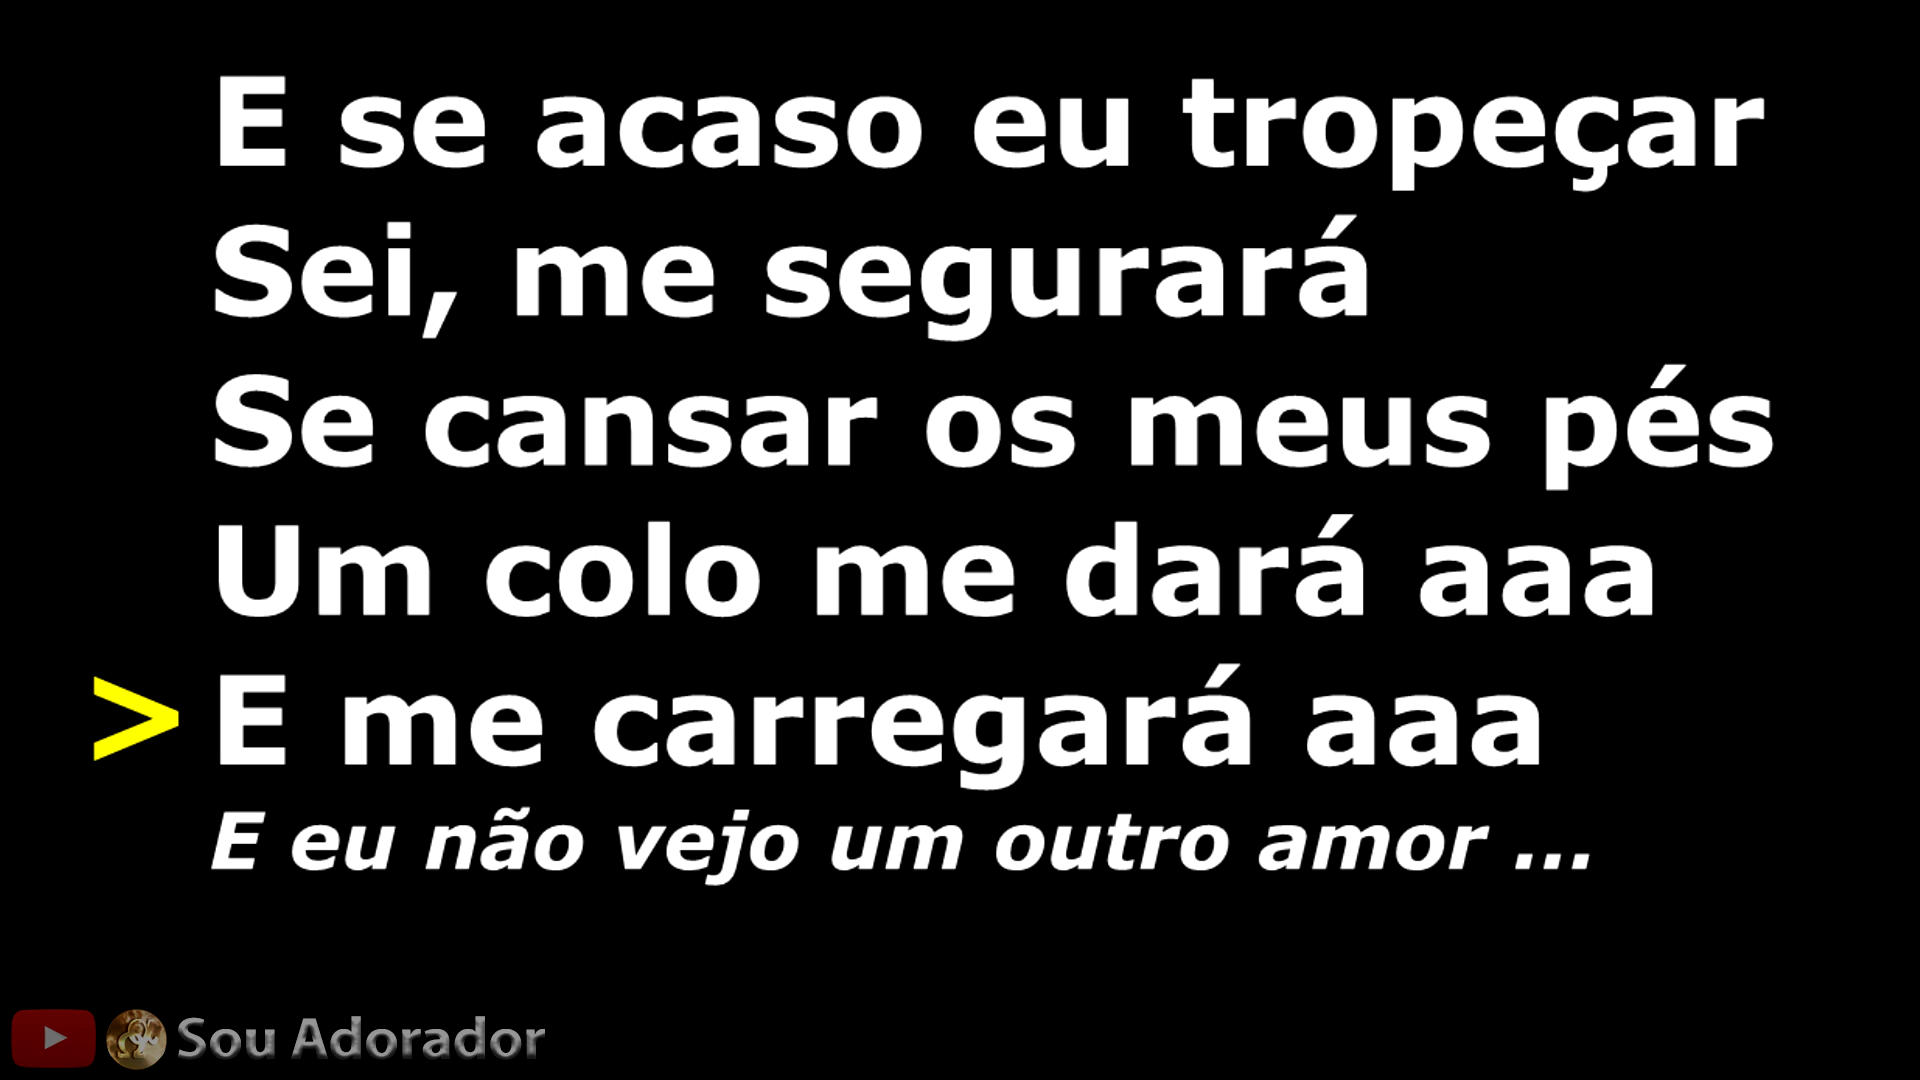 E se acaso eu tropeçar
Sei, me segurará
Se cansar os meus pés
Um colo me dará aaa
> E me carregará aaa
E eu não vejo um outro amor ...
Sou Adorador